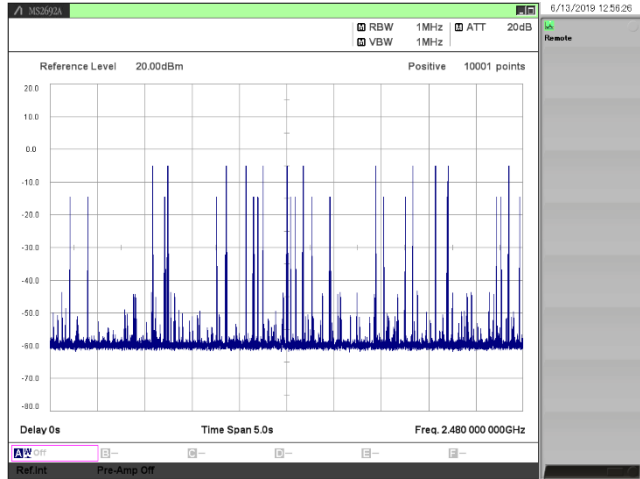 MS2692A
6/13/2019 12:56:26
M RBW 1MHz M ATT 20dB
M VBW 1MHz
Remote
Reference Level 20.00dBm Positive 10001 points
20.0
10.0
0.0
-10.0
-20.0
-30.0
-40.0
-50.0
-60.0
-70.0
-80.0
Delay 0s Time Span 5.0s Freq. 2.480 000 000GHz
A W Off B -- C -- D -- E -- F --
Ref.Int Pre-Amp Off